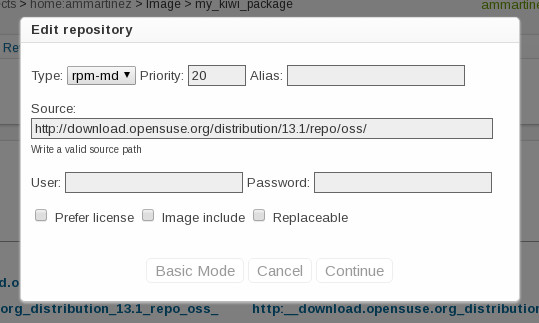 cts > home:ammartinez > Image > my_kiwi_package
ammartinez
Edit repository
Re
Type: rpm-md Priority: 20 Alias:
Source:
http://download.opensuse.org/distribution/13.1/repo/oss/
Write a valid source path
User: Password:
Prefer license Image include Replaceable
Basic Mode Cancel Continue
d.o
org_distribution_13.1_repo_oss_ http:__download.opensuse.org_distribution